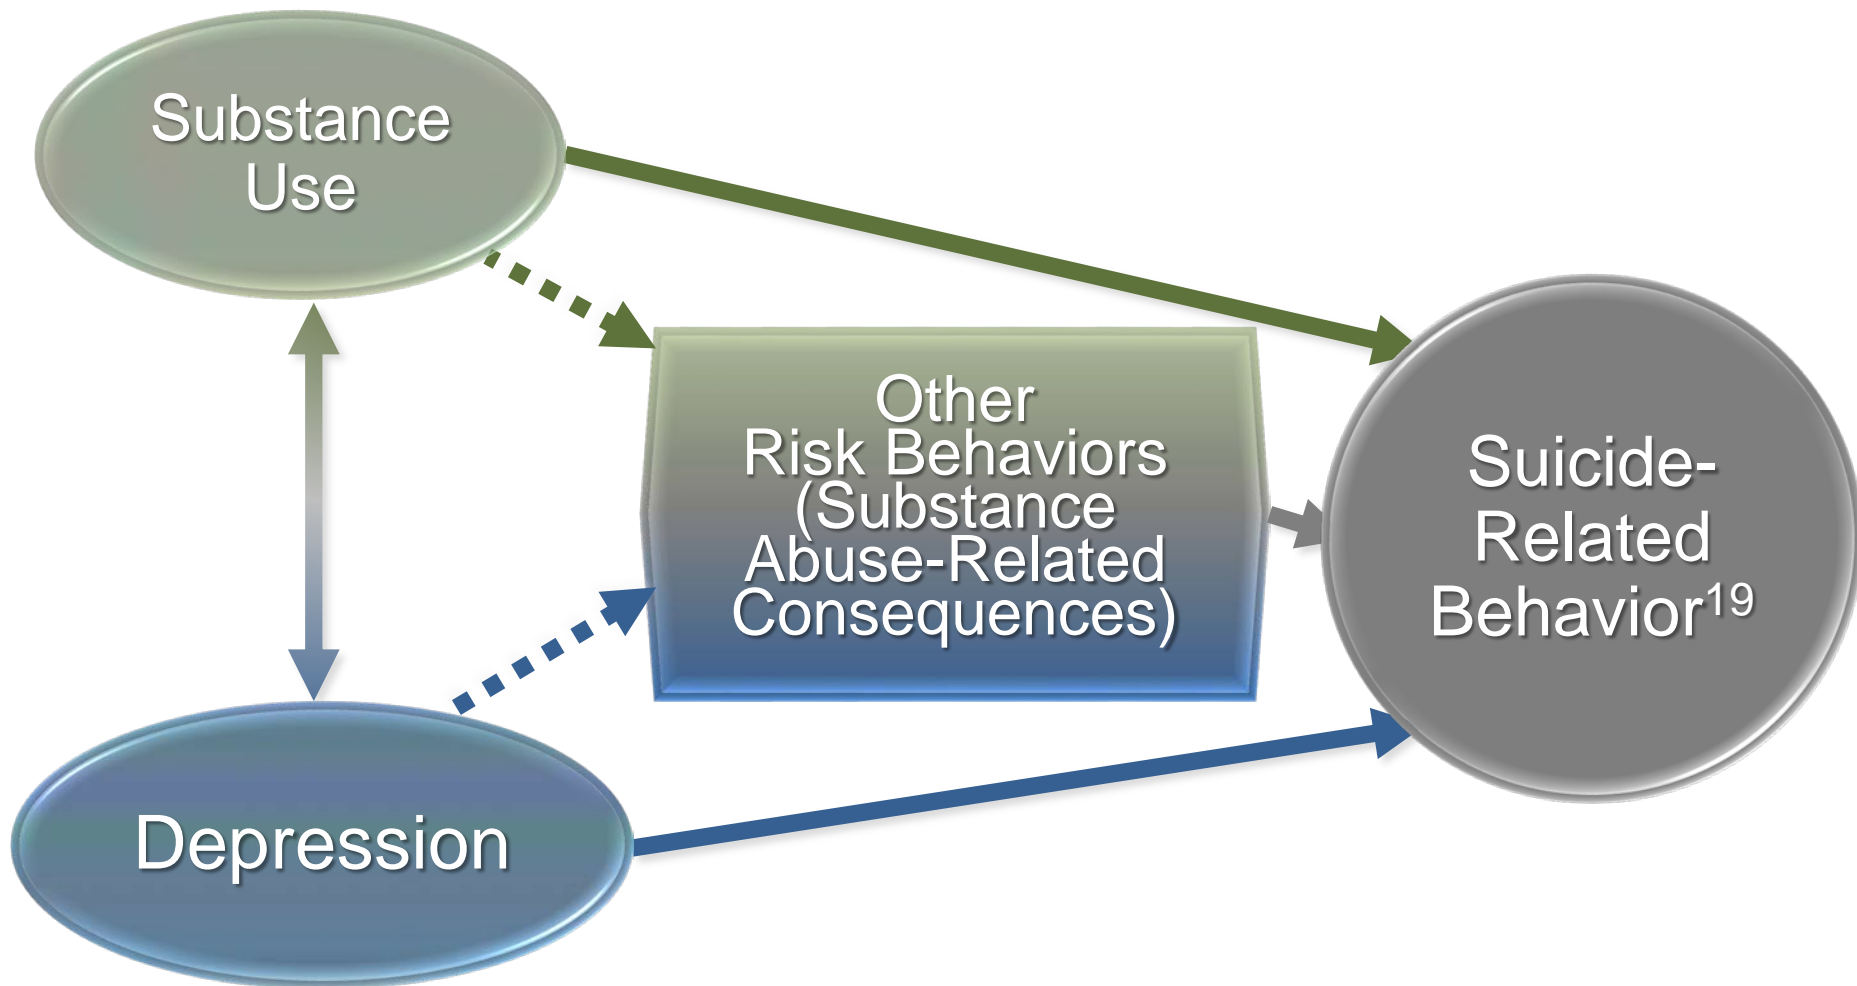 Substance
Use
Other
Risk Behaviors
(Substance
Abuse-Related
Consequences)
Suicide-
Related
Behavior¹⁹
Depression